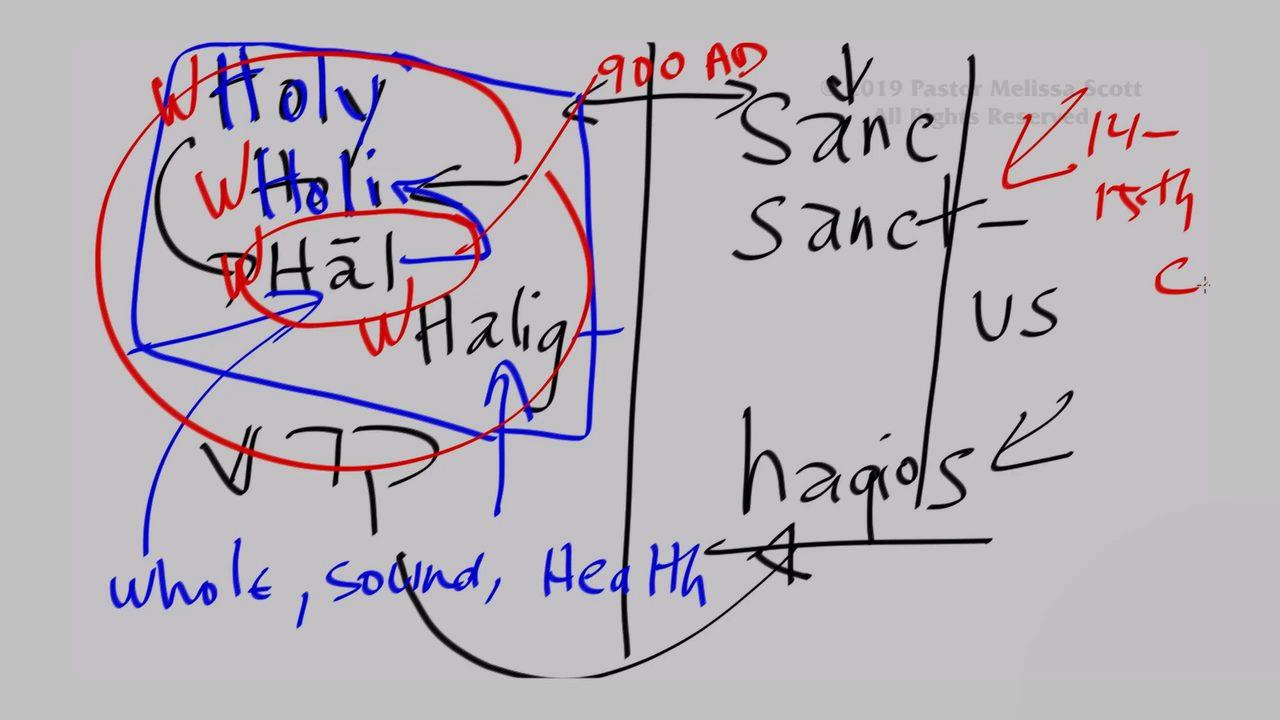 wHoly
wHoli
wHāl
wHalig
קדש
whole, sound, Health
900 AD
Sanc
Sanct-
us
hagios
14-
15th
C
© 2019 Pastor Melissa Scott
All Rights Reserved